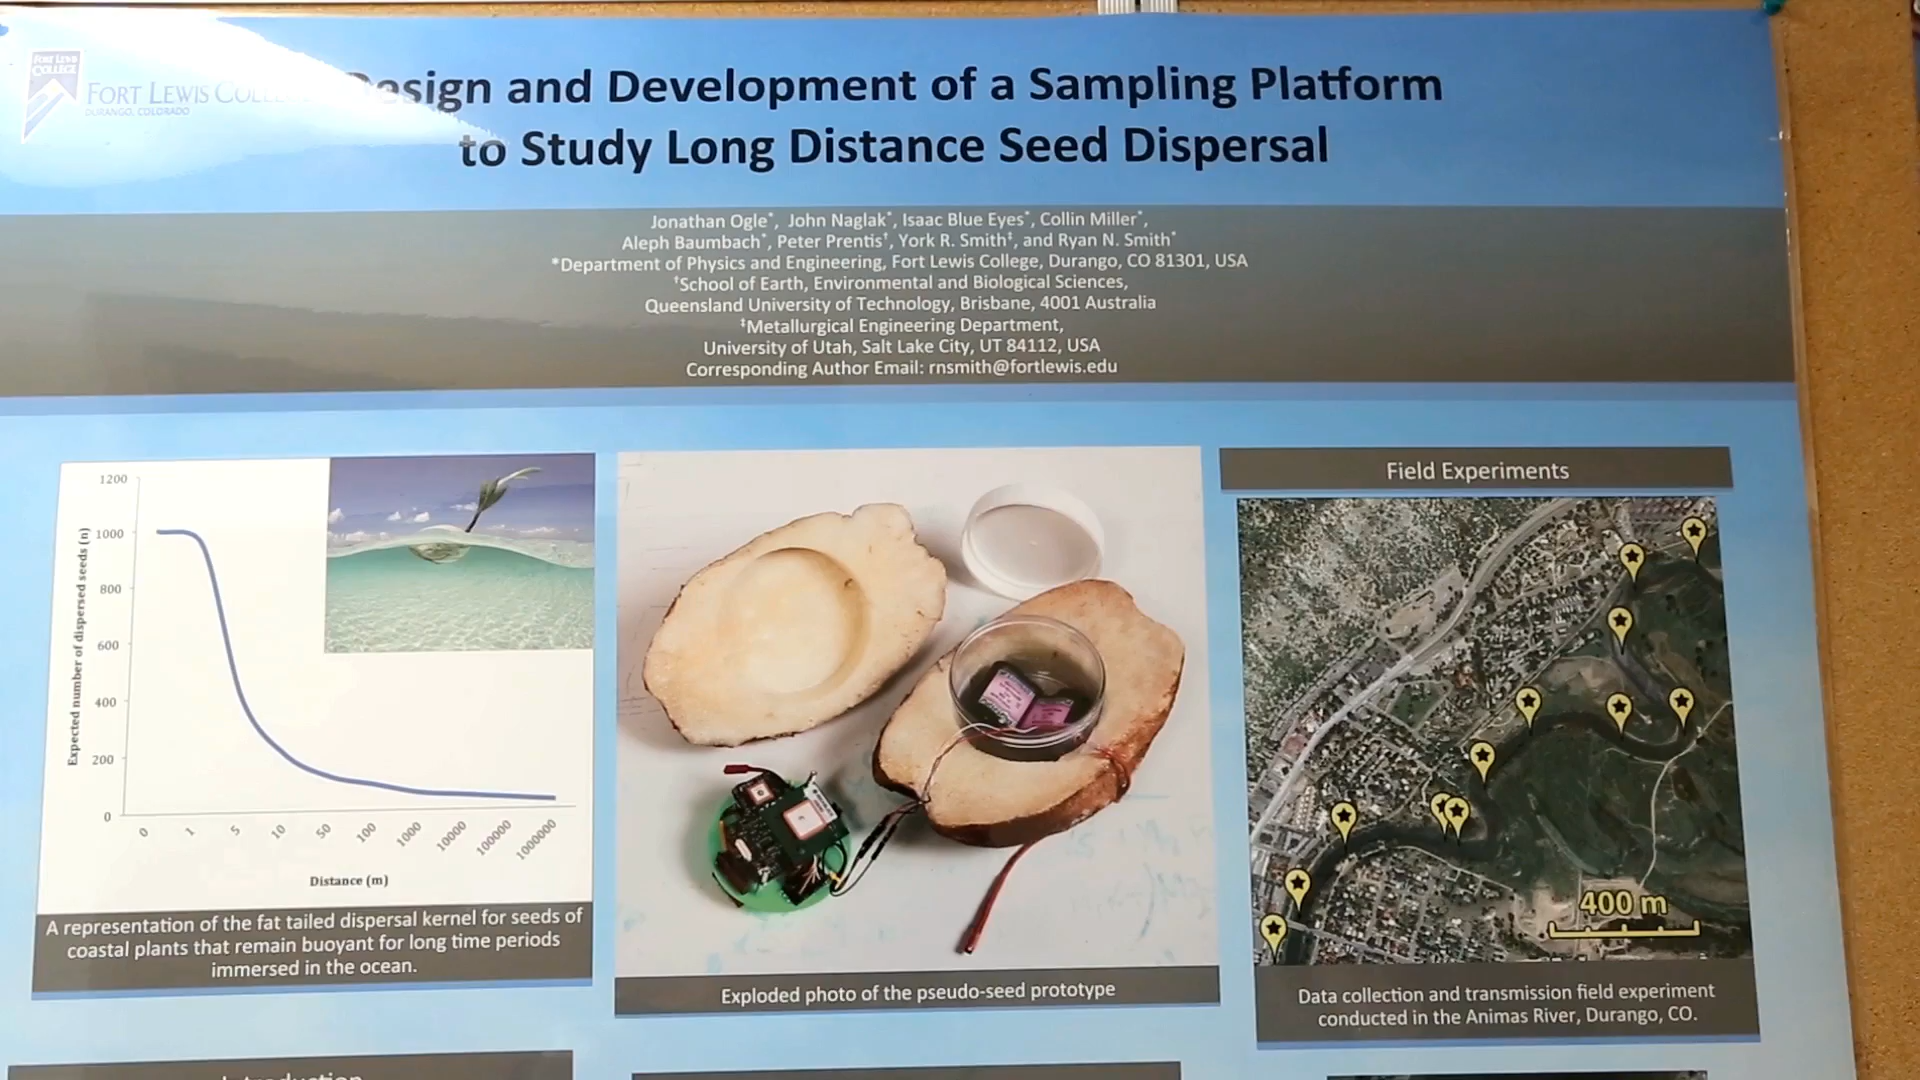 FORT LEWIS
COLLEGE
FORT LEWIS COLL
DURANGO, COLORADO
Design and Development of a Sampling Platform
to Study Long Distance Seed Dispersal
Jonathan Ogle*, John Naglak*, Isaac Blue Eyes*, Collin Miller*,
Aleph Baumbach*, Peter Prentis†, York R. Smith‡, and Ryan N. Smith*
*Department of Physics and Engineering, Fort Lewis College, Durango, CO 81301, USA
†School of Earth, Environmental and Biological Sciences,
Queensland University of Technology, Brisbane, 4001 Australia
‡Metallurgical Engineering Department,
University of Utah, Salt Lake City, UT 84112, USA
Corresponding Author Email: rnsmith@fortlewis.edu
Expected number of dispersed seeds (n)
1200
1000
800
600
400
200
0
0 1 5 10 50 100 1000 10000 100000 1000000
Distance (m)
A representation of the fat tailed dispersal kernel for seeds of
coastal plants that remain buoyant for long time periods
immersed in the ocean.
Exploded photo of the pseudo-seed prototype
Field Experiments
400 m
Data collection and transmission field experiment
conducted in the Animas River, Durango, CO.
Introduction